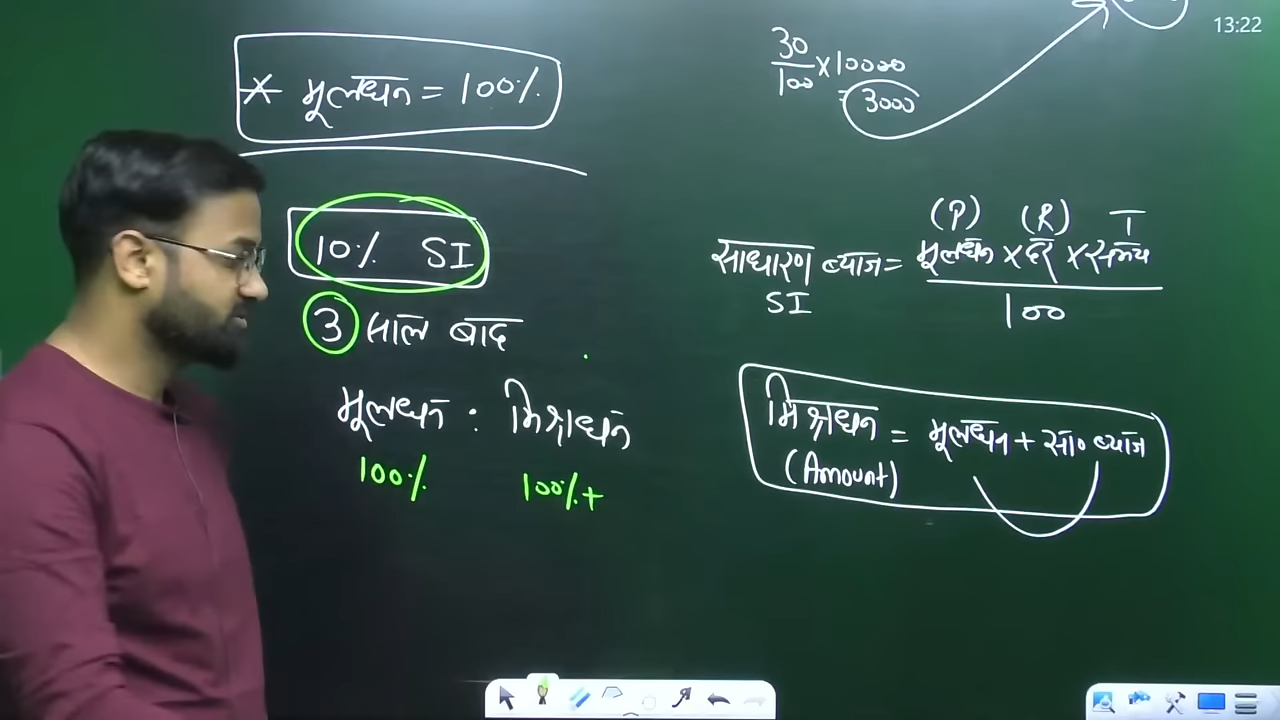 13:22
* मूलधन = 100%
30/100 × 10000
= 3000
10% SI
3 साल बाद
मूलधन : मिश्रधन
100% 100% +
(P) (R) T
साधारण ब्याज = मूलधन × दर × समय
SI 100
मिश्रधन = मूलधन + सा० ब्याज
(Amount)